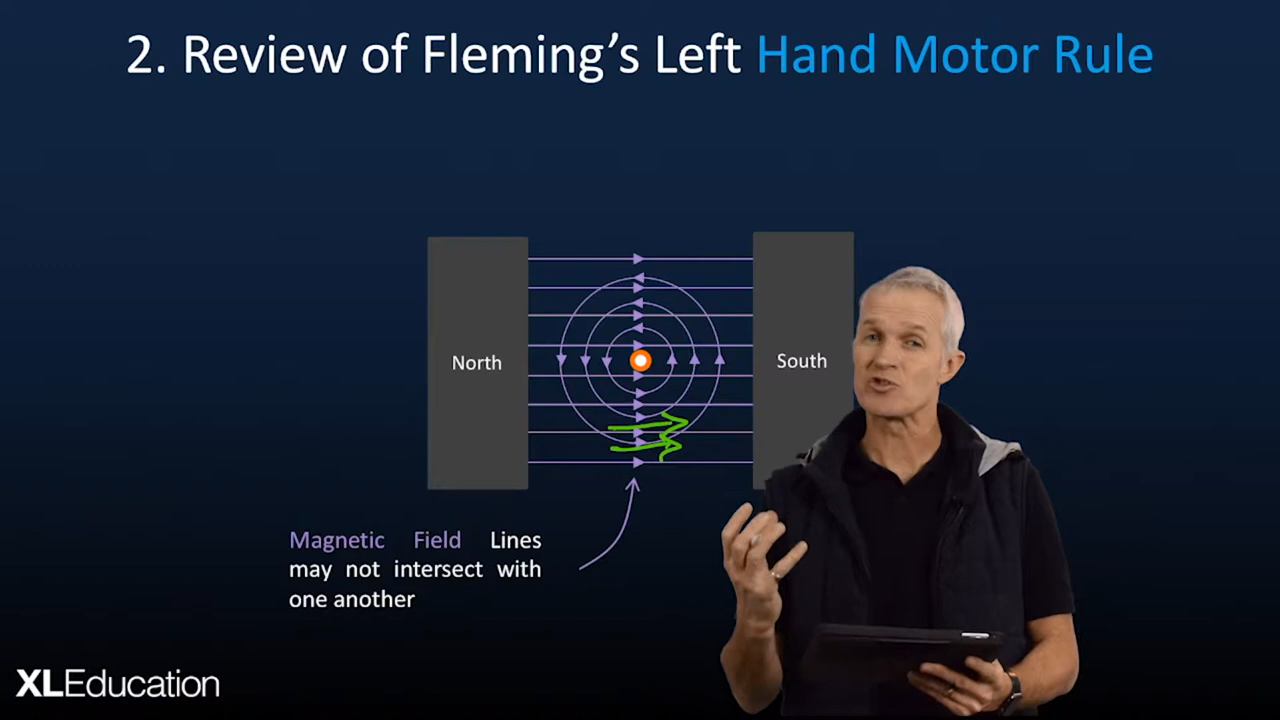 2. Review of Fleming’s Left Hand Motor Rule
North
South
Magnetic Field Lines
may not intersect with
one another
XLEducation